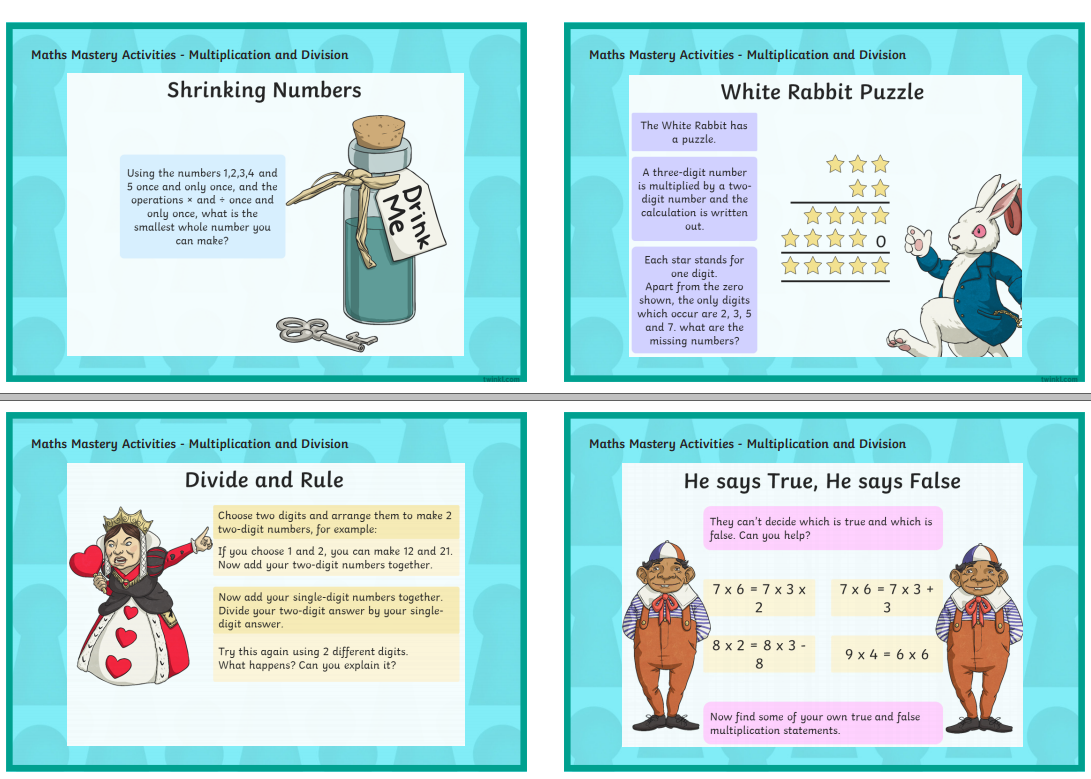 Maths Mastery Activities - Multiplication and Division
Shrinking Numbers
Using the numbers 1,2,3,4 and
5 once and only once, and the
operations × and ÷ once and
only once, what is the
smallest whole number you
can make?
Drink
Me
twinkl.com
Maths Mastery Activities - Multiplication and Division
White Rabbit Puzzle
The White Rabbit has
a puzzle.
A three-digit number
is multiplied by a two-
digit number and the
calculation is written
out.
Each star stands for
one digit.
Apart from the zero
shown, the only digits
which occur are 2, 3, 5
and 7. what are the
missing numbers?
0
twinkl.com
Maths Mastery Activities - Multiplication and Division
Divide and Rule
Choose two digits and arrange them to make 2
two-digit numbers, for example:
If you choose 1 and 2, you can make 12 and 21.
Now add your two-digit numbers together.
Now add your single-digit numbers together.
Divide your two-digit answer by your single-
digit answer.
Try this again using 2 different digits.
What happens? Can you explain it?
Maths Mastery Activities - Multiplication and Division
He says True, He says False
They can't decide which is true and which is
false. Can you help?
7 x 6 = 7 x 3 x
2
7 x 6 = 7 x 3 +
3
8 x 2 = 8 x 3 -
8
9 x 4 = 6 x 6
Now find some of your own true and false
multiplication statements.